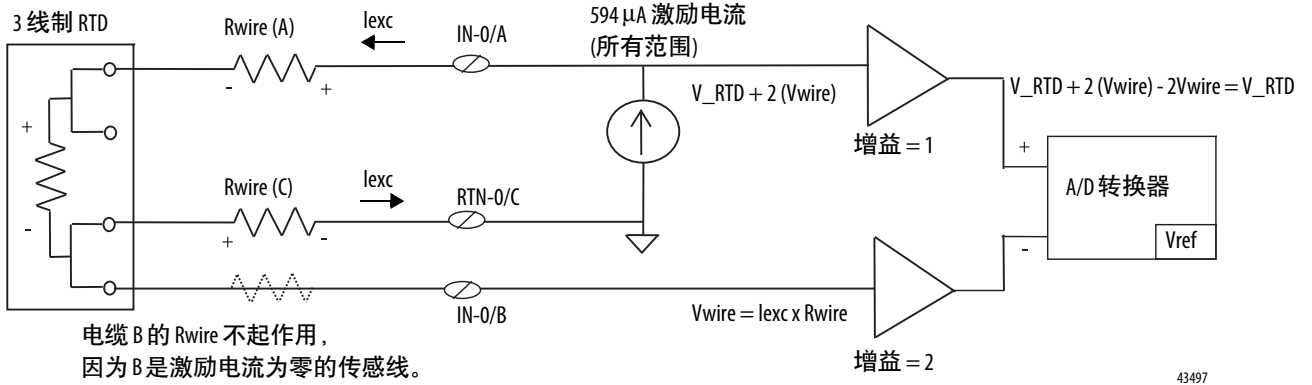 3 线制 RTD
Rwire (A)
Iexc
IN-0/A
594 μA 激励电流
(所有范围)
-
+
V_RTD + 2 (Vwire)
V_RTD + 2 (Vwire) - 2Vwire = V_RTD
增益 = 1
+
-
Rwire (C)
Iexc
RTN-0/C
+
-
+
A/D 转换器
Vref
-
IN-0/B
Vwire = Iexc x Rwire
增益 = 2
电缆 B 的 Rwire 不起作用，
因为 B 是激励电流为零的传感线。
43497